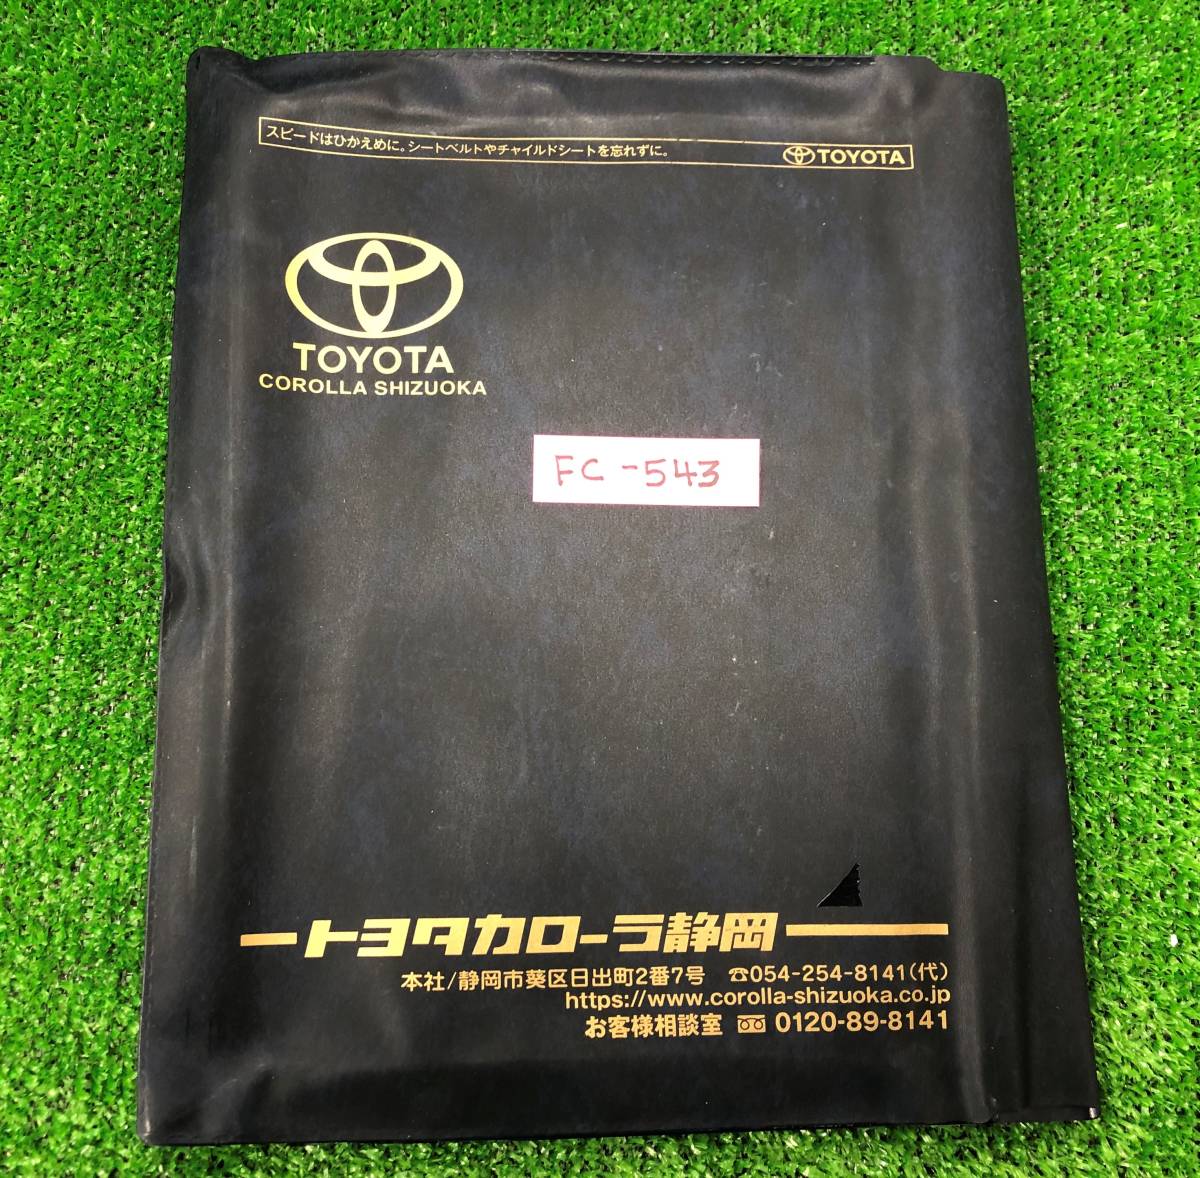 スピードはひかえめに。シートベルトやチャイルドシートを忘れずに。 TOYOTA
TOYOTA
COROLLA SHIZUOKA
FC-543
トヨタカローラ静岡
本社/静岡市葵区日出町2番7号 ☎054-254-8141(代)
https://www.corolla-shizuoka.co.jp
お客様相談室 0120-89-8141